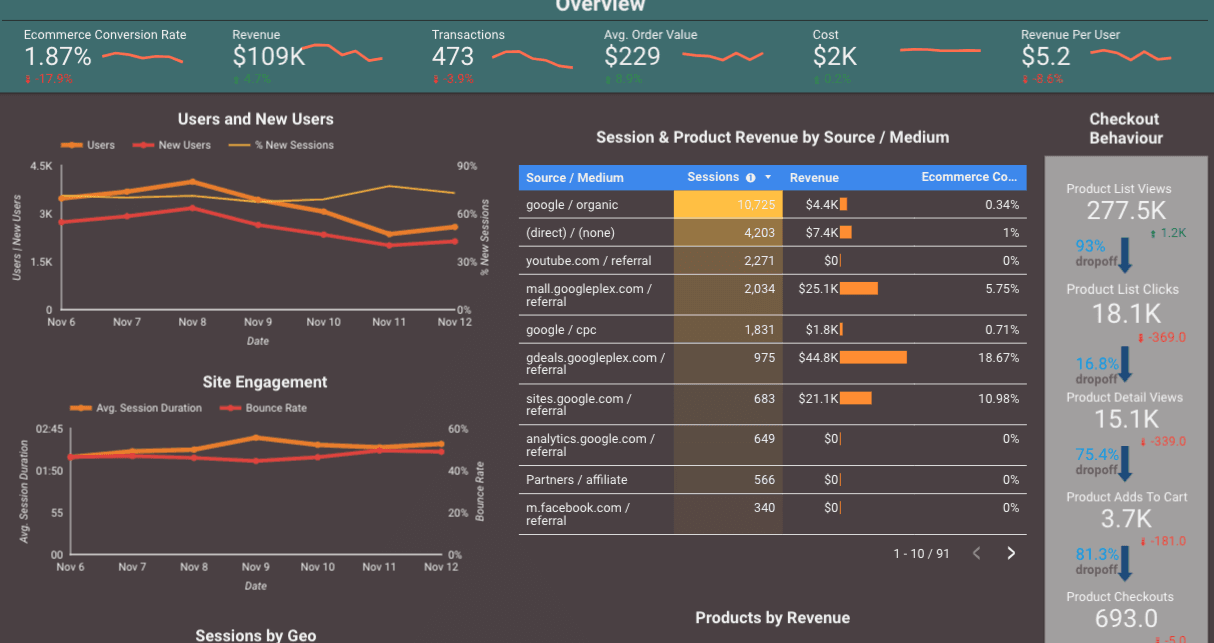 Overview
Ecommerce Conversion Rate
1.87%
-17.9%
Revenue
$109K
4.2%
Transactions
473
-3.9%
Avg. Order Value
$229
8.9%
Cost
$2K
0.2%
Revenue Per User
$5.2
-8.6%
Users and New Users
Users New Users % New Sessions
4.5K
3K
1.5K
0
90%
60%
30%
0%
Users | New Users
% New Sessions
Nov 6 Nov 7 Nov 8 Nov 9 Nov 10 Nov 11 Nov 12
Date
Site Engagement
Avg. Session Duration Bounce Rate
02:45
01:50
55
00
60%
40%
20%
0%
Avg. Session Duration
Bounce Rate
Nov 6 Nov 7 Nov 8 Nov 9 Nov 10 Nov 11 Nov 12
Date
Sessions by Geo
Session & Product Revenue by Source / Medium
Source / Medium Sessions Revenue Ecommerce Co...
google / organic 10,725 $4.4K 0.34%
(direct) / (none) 4,203 $7.4K 1%
youtube.com / referral 2,271 $0 0%
mall.googleplex.com / 2,034 $25.1K 5.75%
referral
google / cpc 1,831 $1.8K 0.71%
gdeals.googleplex.com / 975 $44.8K 18.67%
referral
sites.google.com / 683 $21.1K 10.98%
referral
analytics.google.com / 649 $0 0%
referral
Partners / affiliate 566 $0 0%
m.facebook.com / 340 $0 0%
referral
1 - 10 / 91
Products by Revenue
Checkout
Behaviour
Product List Views
277.5K
1.2K
93%
dropoff
Product List Clicks
18.1K
-369.0
16.8%
dropoff
Product Detail Views
15.1K
-339.0
75.4%
dropoff
Product Adds To Cart
3.7K
-181.0
81.3%
dropoff
Product Checkouts
693.0
-5.0